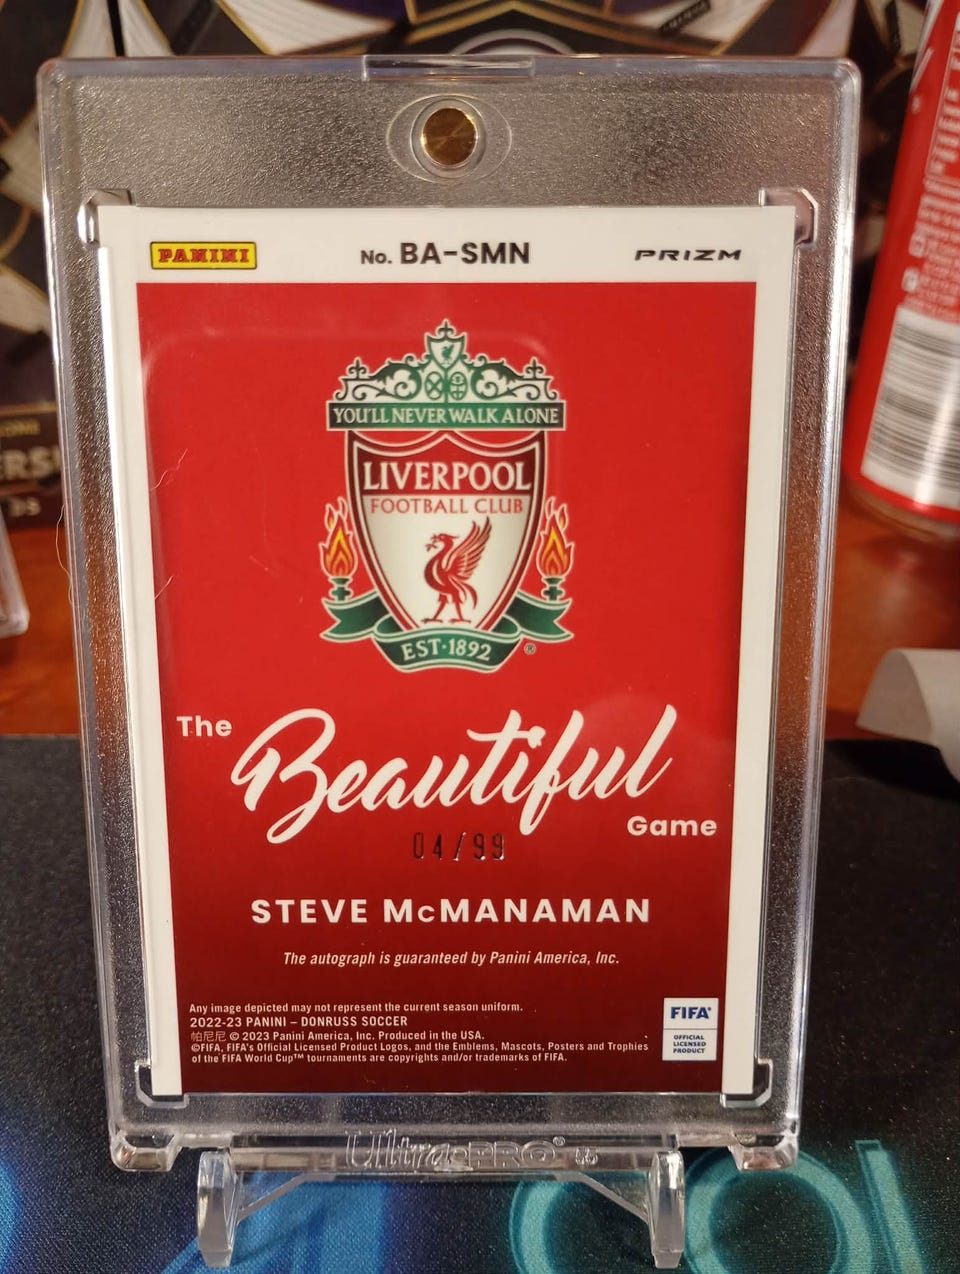 PANINI No. BA-SMN PRIZM
YOU'LL NEVER WALK ALONE
LIVERPOOL
FOOTBALL CLUB
EST·1892 ®
The
Beautiful
Game
04/99
STEVE McMANAMAN
The autograph is guaranteed by Panini America, Inc.
Any image depicted may not represent the current season uniform.
2022-23 PANINI – DONRUSS SOCCER
帕尼尼 © 2023 Panini America, Inc. Produced in the USA.
©FIFA, FIFA's Official Licensed Product Logos, and the Emblems, Mascots, Posters and Trophies
of the FIFA World Cup™ tournaments are copyrights and/or trademarks of FIFA.
FIFA®
OFFICIAL
LICENSED
PRODUCT
Ultra·PRO®